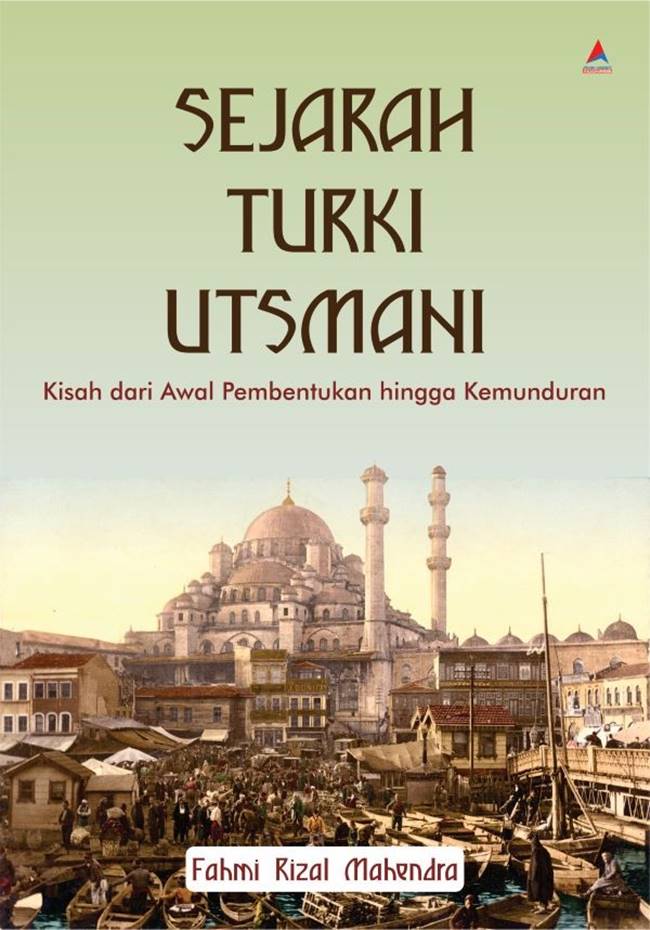 SEJARAH
TURKI
UTSMANI
Kisah dari Awal Pembentukan hingga Kemunduran
Fahmi Rizal Mahendra